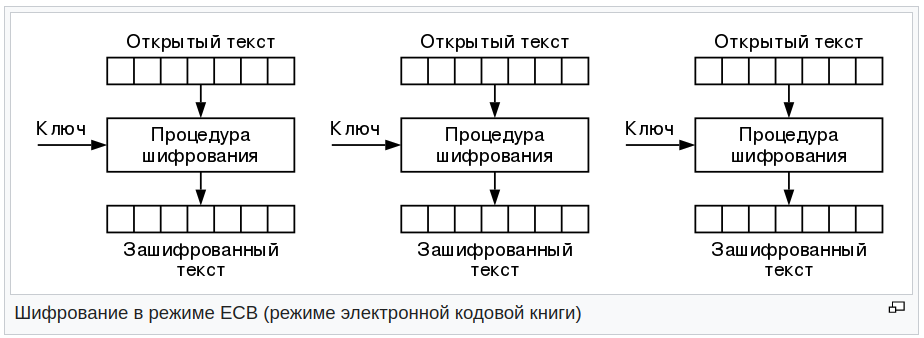 Открытый текст Открытый текст Открытый текст
Ключ Процедура шифрования Ключ Процедура шифрования Ключ Процедура шифрования
Зашифрованный текст Зашифрованный текст Зашифрованный текст
Шифрование в режиме ECB (режиме электронной кодовой книги)